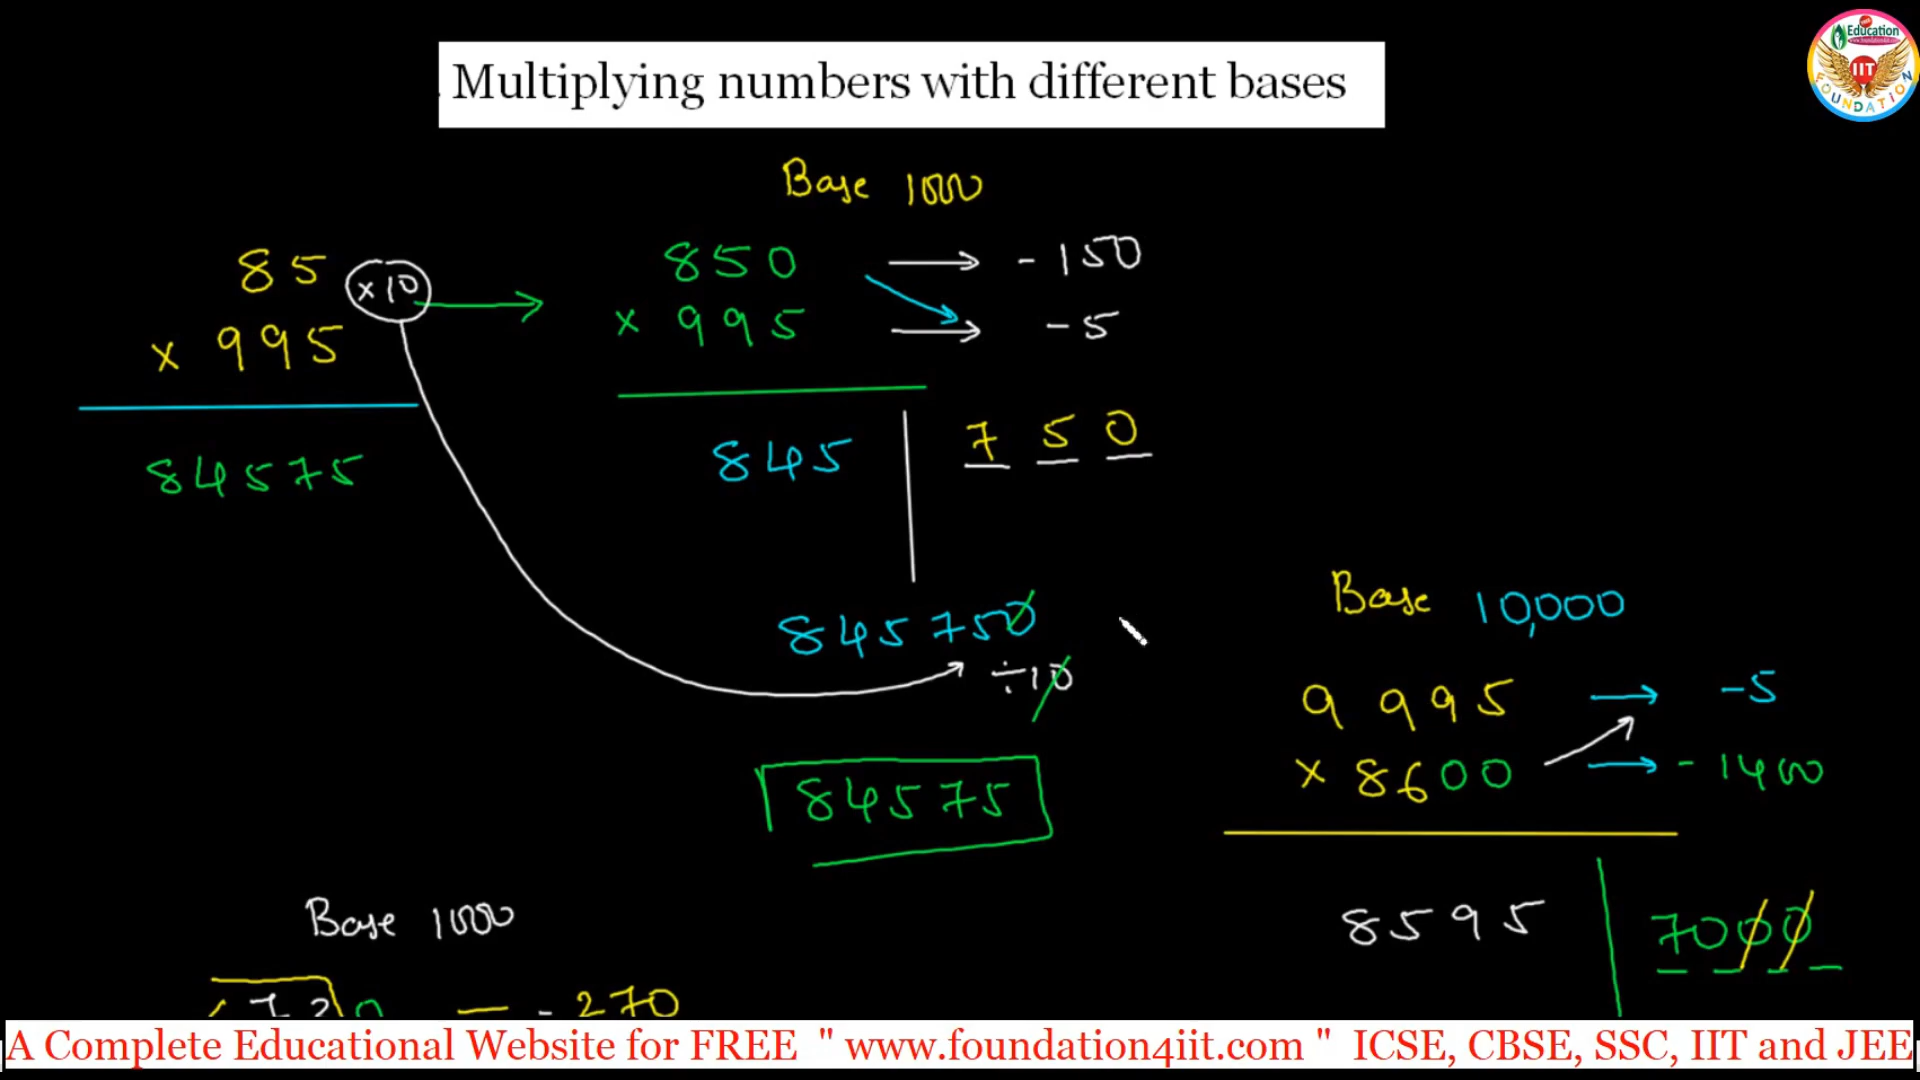 Multiplying numbers with different bases
Education
IIT
FOUNDATION
Base 1000
85
×10
× 995
84575
850 → -150
× 995 → -5
845 | 750
845750
÷10
84575
Base 10,000
9995 → -5
× 8600 → -1400
8595 | 7000
Base 1000
720 — -270
A Complete Educational Website for FREE " www.foundation4iit.com " ICSE, CBSE, SSC, IIT and JEE